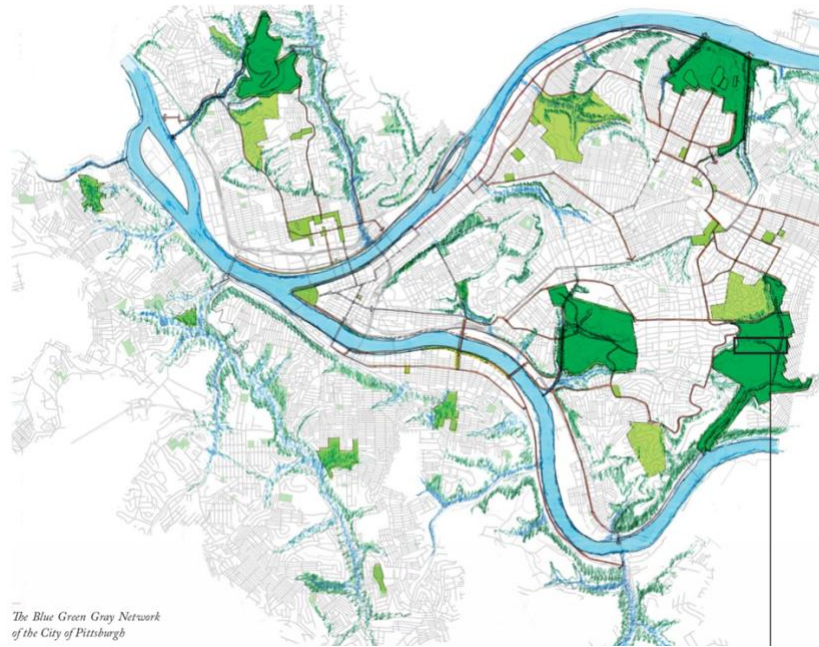 The Blue Green Gray Network
of the City of Pittsburgh